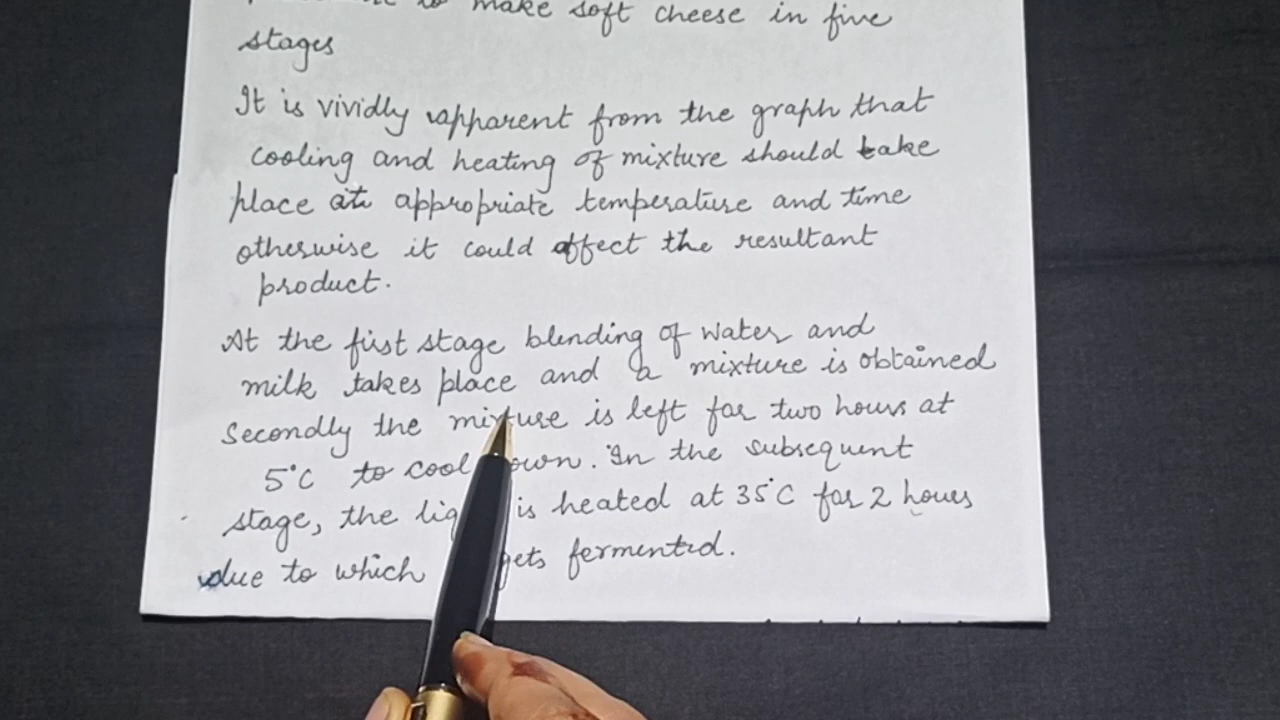 make soft cheese in five
stages
It is vividly apparent from the graph that
cooling and heating of mixture should take
place at appropriate temperature and time
otherwise it could affect the resultant
product.
At the first stage blending of water and
milk takes place and a mixture is obtained
Secondly the mixture is left for two hours at
5°C to cool own. In the subsequent
stage, the liq is heated at 35°C for 2 hours
due to which gets fermented.